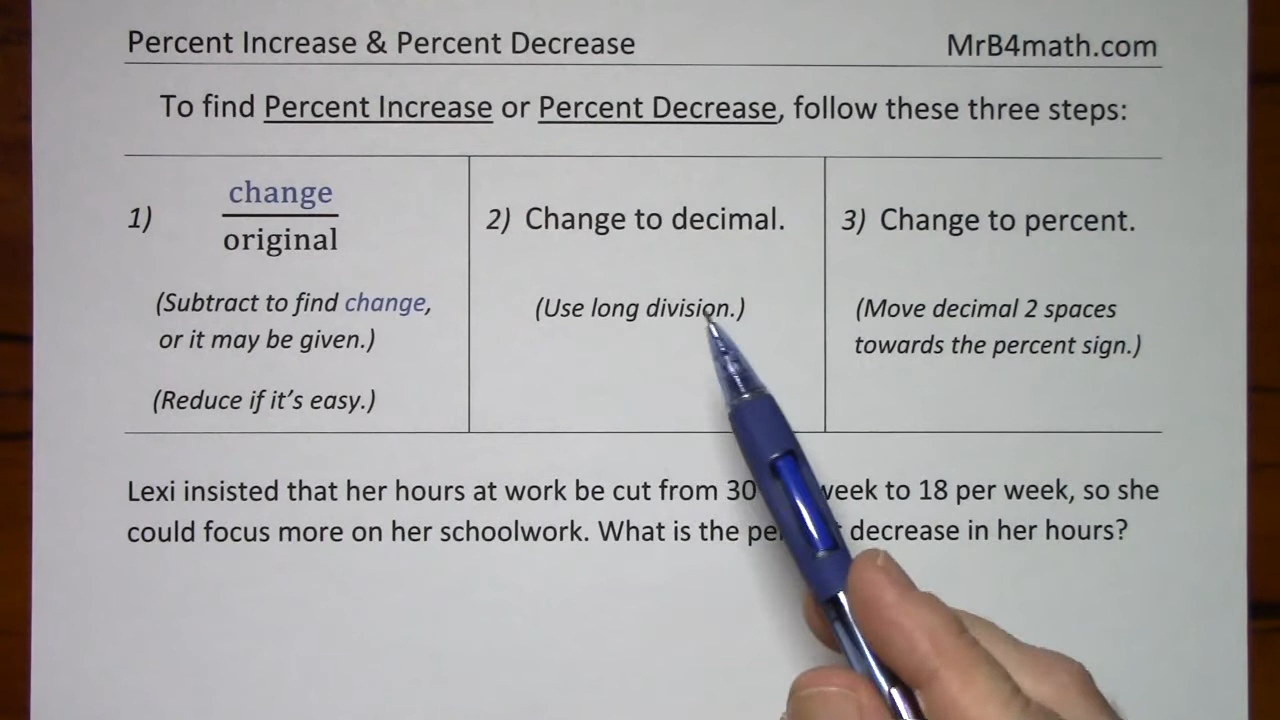 Percent Increase & Percent Decrease MrB4math.com
To find Percent Increase or Percent Decrease, follow these three steps:
1) change
original
(Subtract to find change,
or it may be given.)
(Reduce if it's easy.)
2) Change to decimal.
(Use long division.)
3) Change to percent.
(Move decimal 2 spaces
towards the percent sign.)
Lexi insisted that her hours at work be cut from 30 week to 18 per week, so she
could focus more on her schoolwork. What is the decrease in her hours?